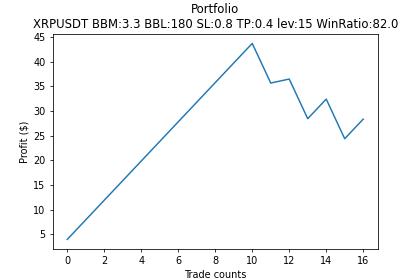 Portfolio
XRPUSDT BBM:3.3 BBL:180 SL:0.8 TP:0.4 lev:15 WinRatio:82.0
45
40
35
30
25
20
15
10
5
Profit ($)
0 2 4 6 8 10 12 14 16
Trade counts